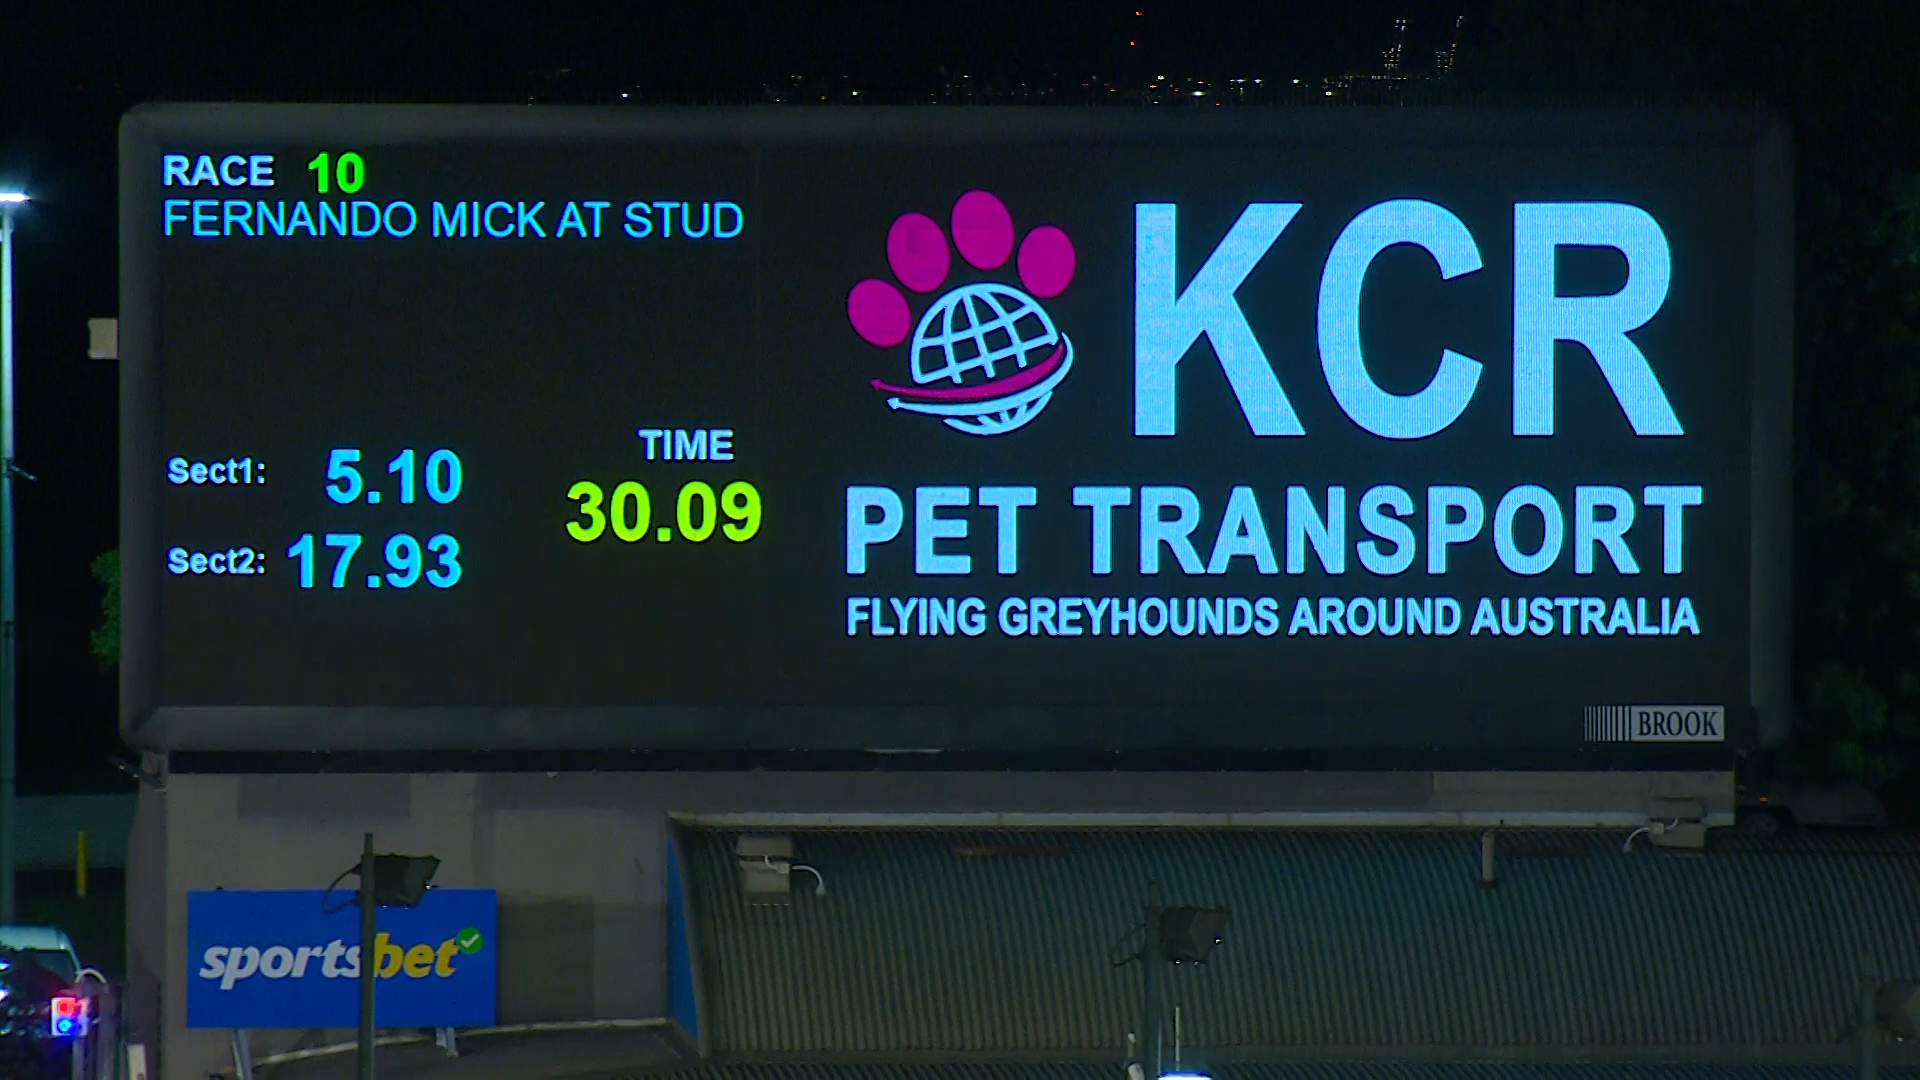 RACE 10
FERNANDO MICK AT STUD
Sect1: 5.10
Sect2: 17.93
TIME
30.09
KCR
PET TRANSPORT
FLYING GREYHOUNDS AROUND AUSTRALIA
BROOK
sportsbet